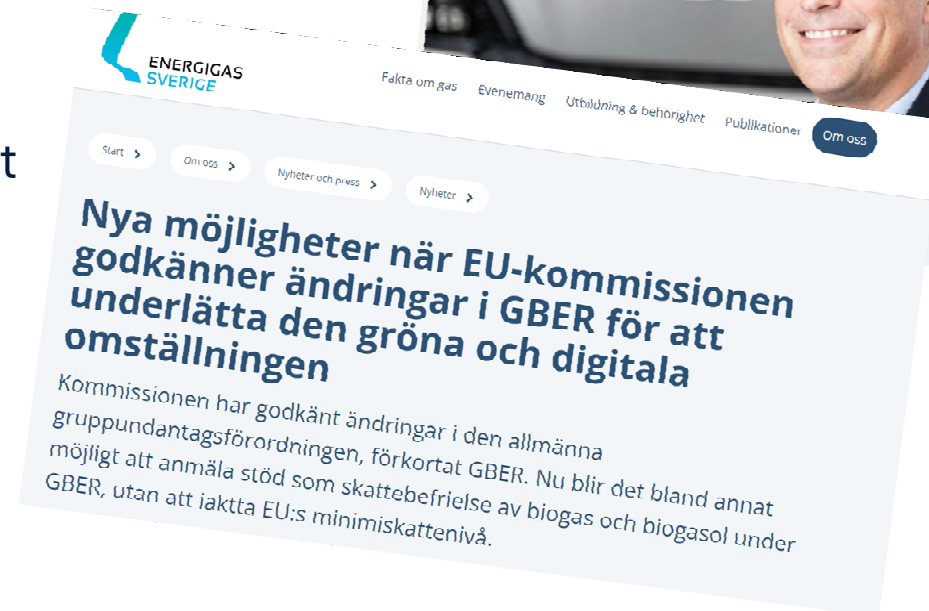 t
ENERGIGAS
SVERIGE
Fakta om gas Evenemang Utbildning & behörighet Publikationer Om oss
Start Om oss Nyheter och press Nyheter
Nya möjligheter när EU-kommissionen
godkänner ändringar i GBER för att
underlätta den gröna och digitala
omställningen
Kommissionen har godkänt ändringar i den allmänna
gruppundantagsförordningen, förkortat GBER. Nu blir det bland annat
möjligt att anmäla stöd som skattebefrielse av biogas och biogasol under
GBER, utan att iaktta EU:s minimiskattenivå.